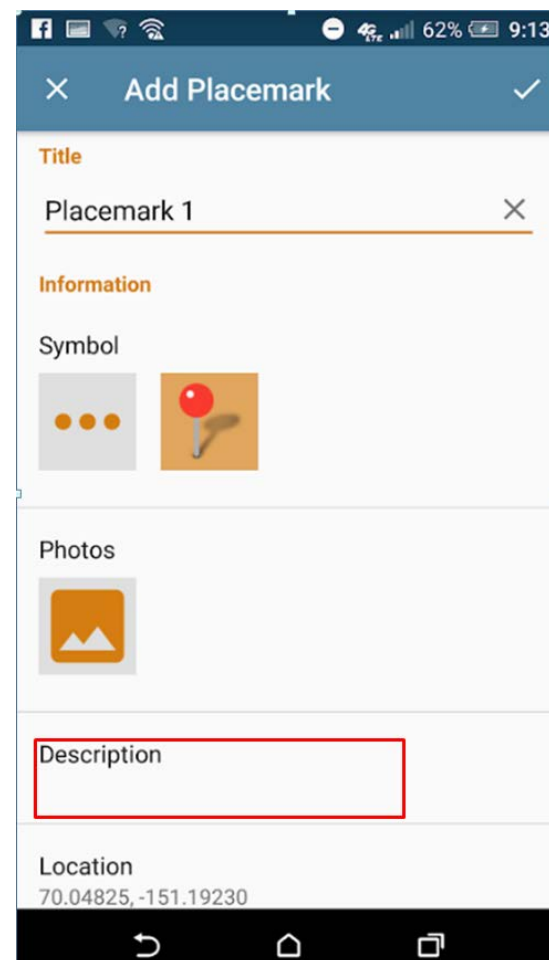 62% 9:13
Add Placemark
Title
Placemark 1
Information
Symbol
Photos
Description
Location
70.04825, -151.19230